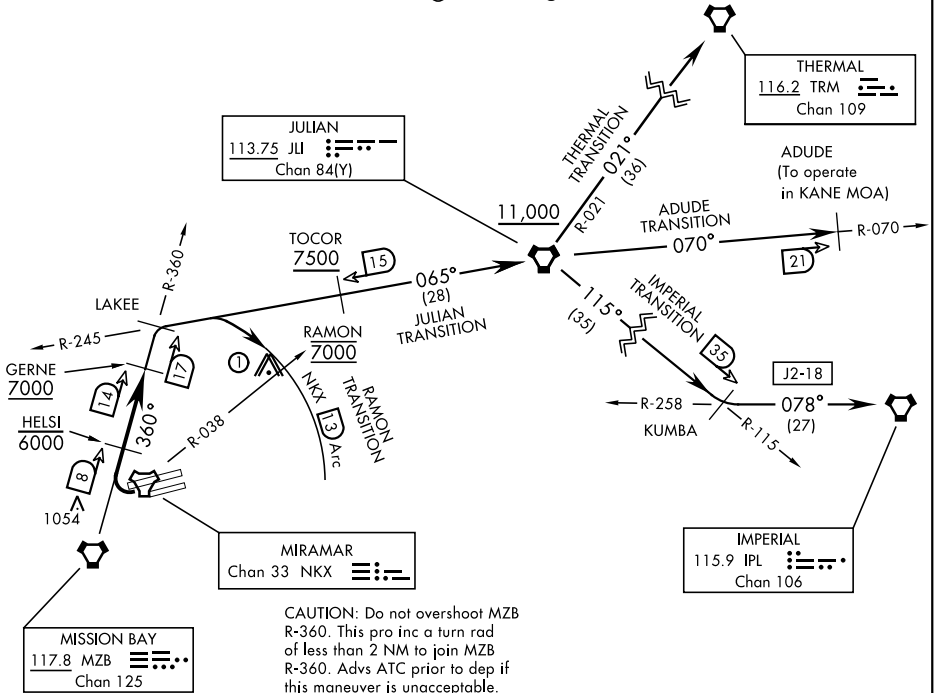 THERMAL
116.2 TRM
Chan 109
JULIAN
113.75 JLI
Chan 84(Y)
THERMAL
TRANSITION
021°
(36)
R-021
ADUDE
(To operate
in KANE MOA)
11,000
ADUDE
TRANSITION
070°
R-070
21
TOCOR
7500
15
065°
(28)
JULIAN
TRANSITION
R-360
LAKEE
R-245
17
GERNE
7000
14
HELSI
6000
360°
8
1054
1
RAMON
7000
R-038
NKX
13
Arc
RAMON
TRANSITION
115°
(35)
IMPERIAL
TRANSITION
35
J2-18
R-258
078°
(27)
KUMBA
R-115
MIRAMAR
Chan 33 NKX
IMPERIAL
115.9 IPL
Chan 106
MISSION BAY
117.8 MZB
Chan 125
CAUTION: Do not overshoot MZB
R-360. This pro inc a turn rad
of less than 2 NM to join MZB
R-360. Advs ATC prior to dep if
this maneuver is unacceptable.